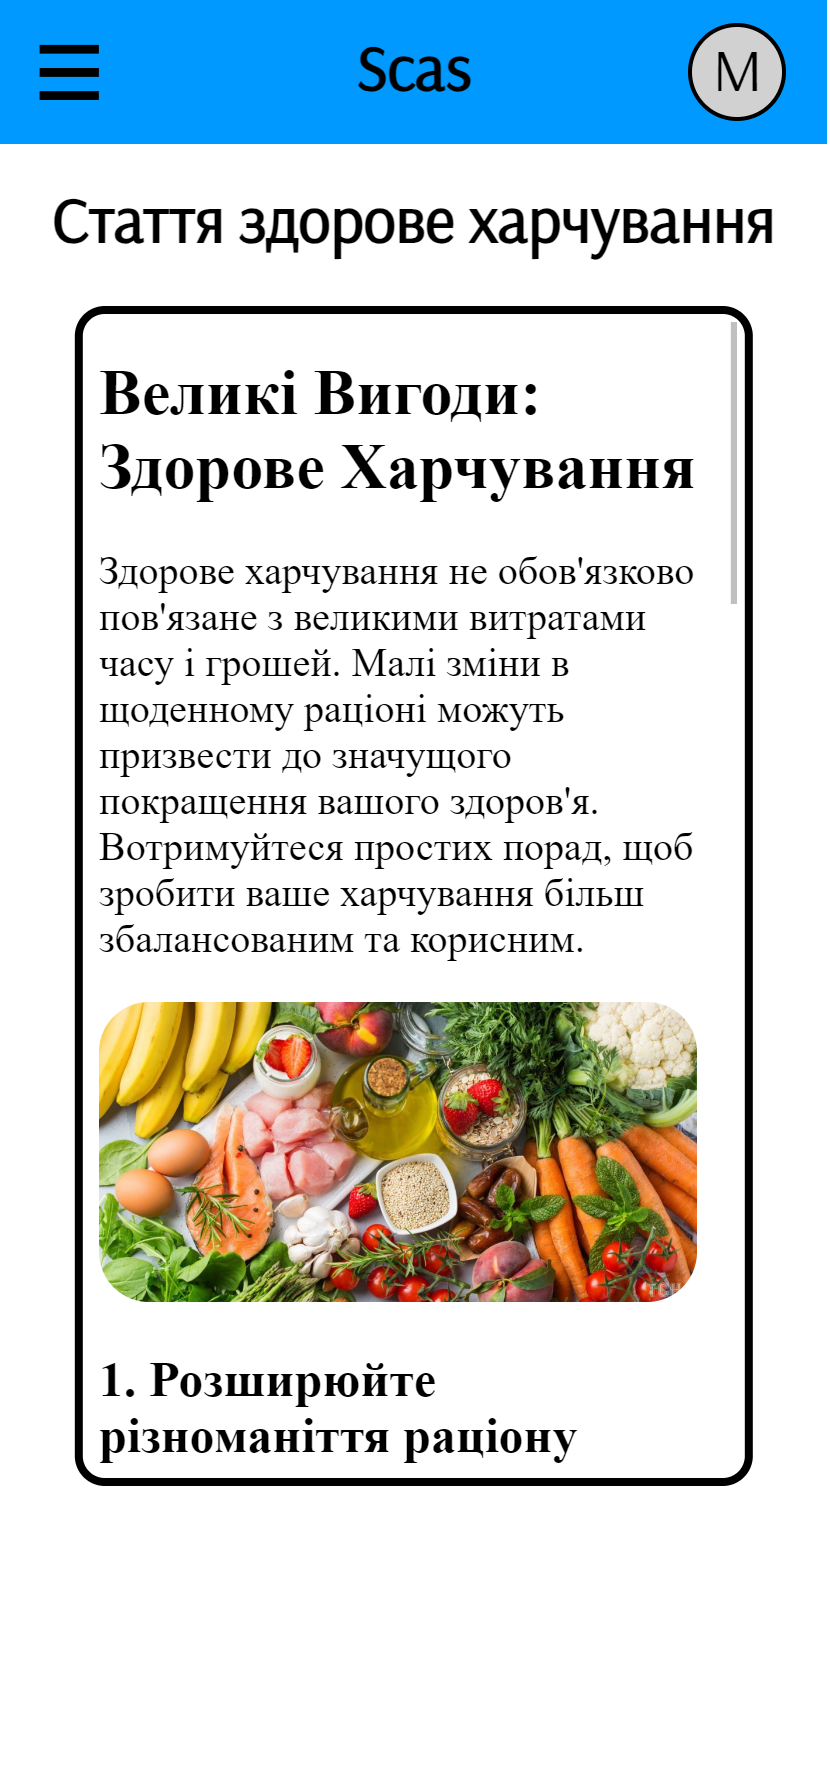 Scas
M
Стаття здорове харчування
Великі Вигоди:
Здорове Харчування
Здорове харчування не обов'язково
пов'язане з великими витратами
часу і грошей. Малі зміни в
щоденному раціоні можуть
призвести до значущого
покращення вашого здоров'я.
Вотримуйтеся простих порад, щоб
зробити ваше харчування більш
збалансованим та корисним.
ТСН
1. Розширюйте
різноманіття раціону